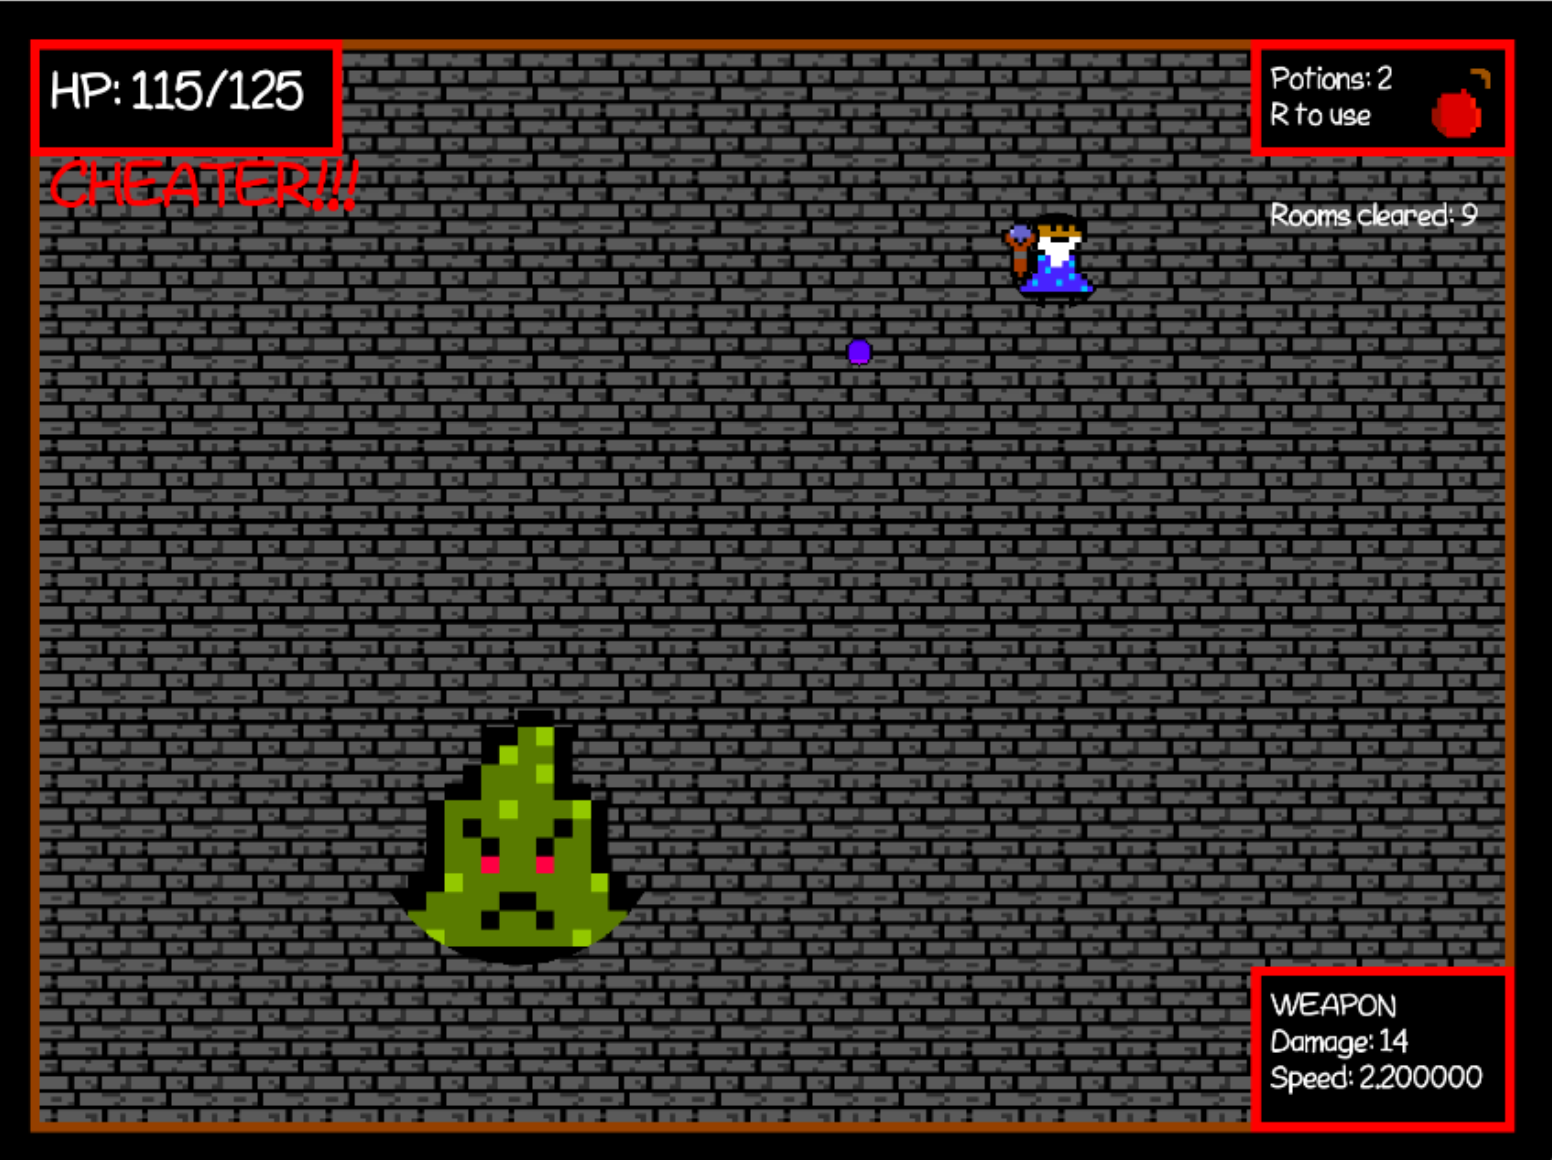 HP: 115/125
CHEATER!!!
Potions: 2
R to use
Rooms cleared: 9
WEAPON
Damage: 14
Speed: 2.200000